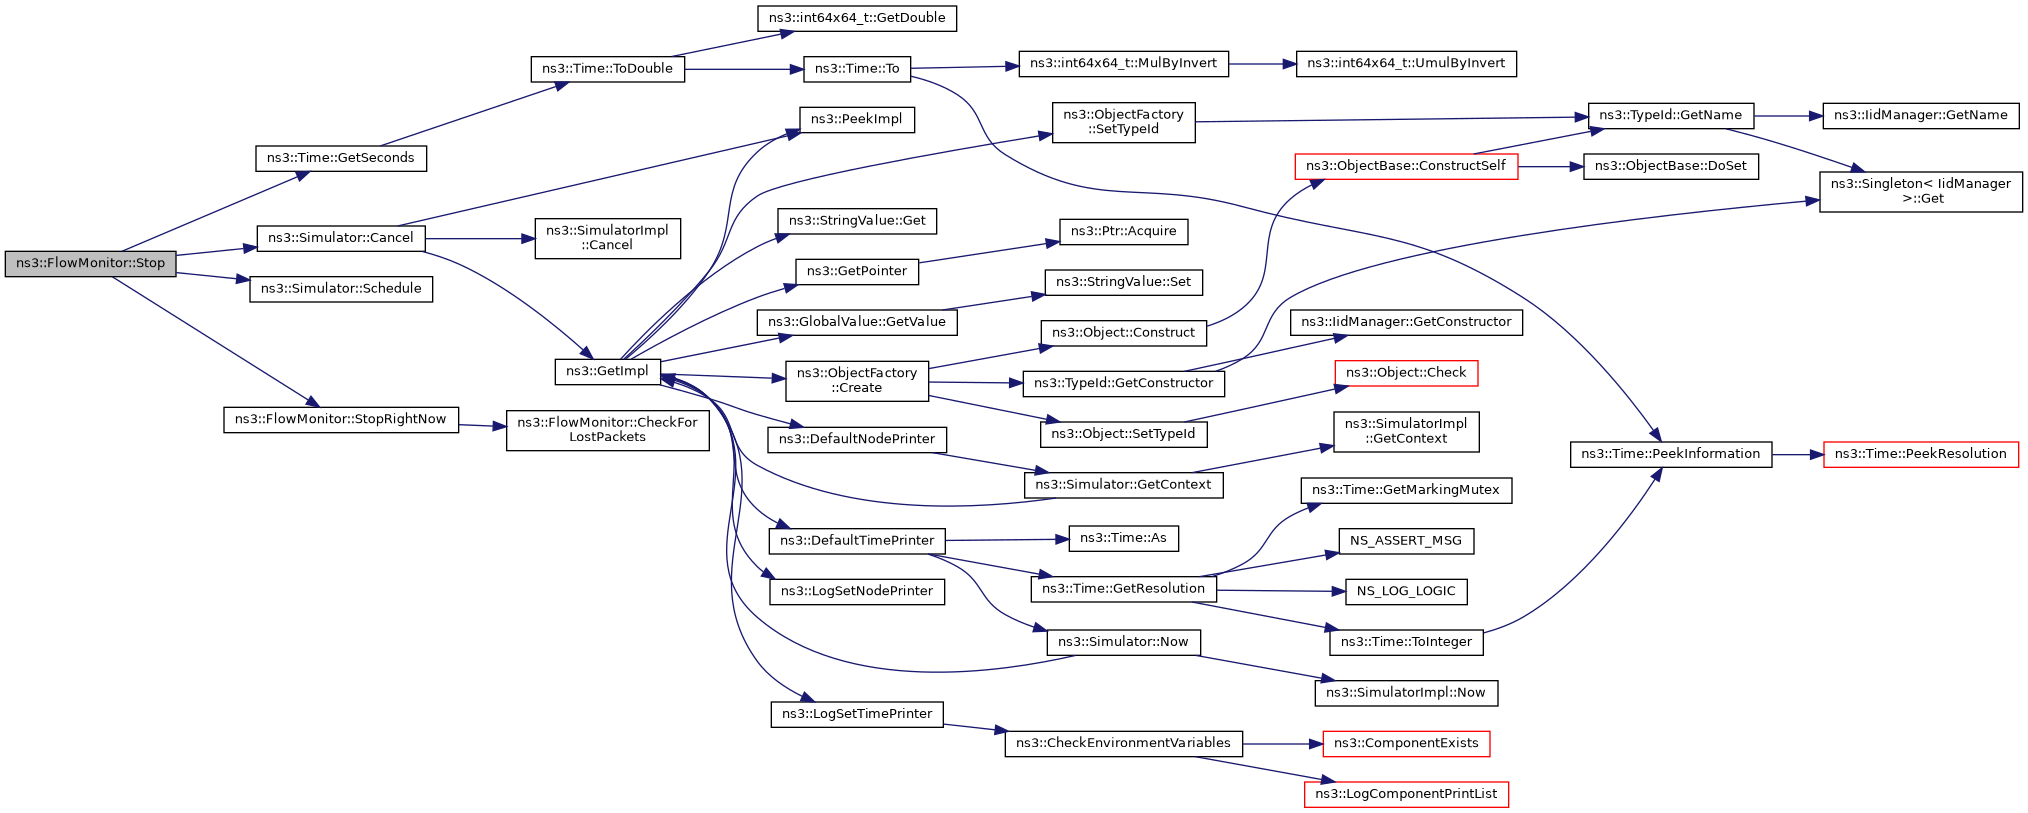 ns3::int64x64_t::GetDouble
ns3::Time::ToDouble
ns3::Time::To
ns3::int64x64_t::MulByInvert
ns3::int64x64_t::UmulByInvert
ns3::PeekImpl
ns3::ObjectFactory
::SetTypeId
ns3::TypeId::GetName
ns3::IidManager::GetName
ns3::Time::GetSeconds
ns3::ObjectBase::ConstructSelf
ns3::ObjectBase::DoSet
ns3::Singleton< IidManager
>::Get
ns3::StringValue::Get
ns3::Simulator::Cancel
ns3::SimulatorImpl
::Cancel
ns3::Ptr::Acquire
ns3::FlowMonitor::Stop
ns3::GetPointer
ns3::Simulator::Schedule
ns3::StringValue::Set
ns3::GlobalValue::GetValue
ns3::Object::Construct
ns3::IidManager::GetConstructor
ns3::GetImpl
ns3::ObjectFactory
::Create
ns3::TypeId::GetConstructor
ns3::Object::Check
ns3::FlowMonitor::StopRightNow
ns3::FlowMonitor::CheckFor
LostPackets
ns3::DefaultNodePrinter
ns3::Object::SetTypeId
ns3::SimulatorImpl
::GetContext
ns3::Time::PeekInformation
ns3::Time::PeekResolution
ns3::Simulator::GetContext
ns3::Time::GetMarkingMutex
ns3::DefaultTimePrinter
ns3::Time::As
NS_ASSERT_MSG
ns3::LogSetNodePrinter
ns3::Time::GetResolution
NS_LOG_LOGIC
ns3::Simulator::Now
ns3::Time::ToInteger
ns3::SimulatorImpl::Now
ns3::LogSetTimePrinter
ns3::CheckEnvironmentVariables
ns3::ComponentExists
ns3::LogComponentPrintList